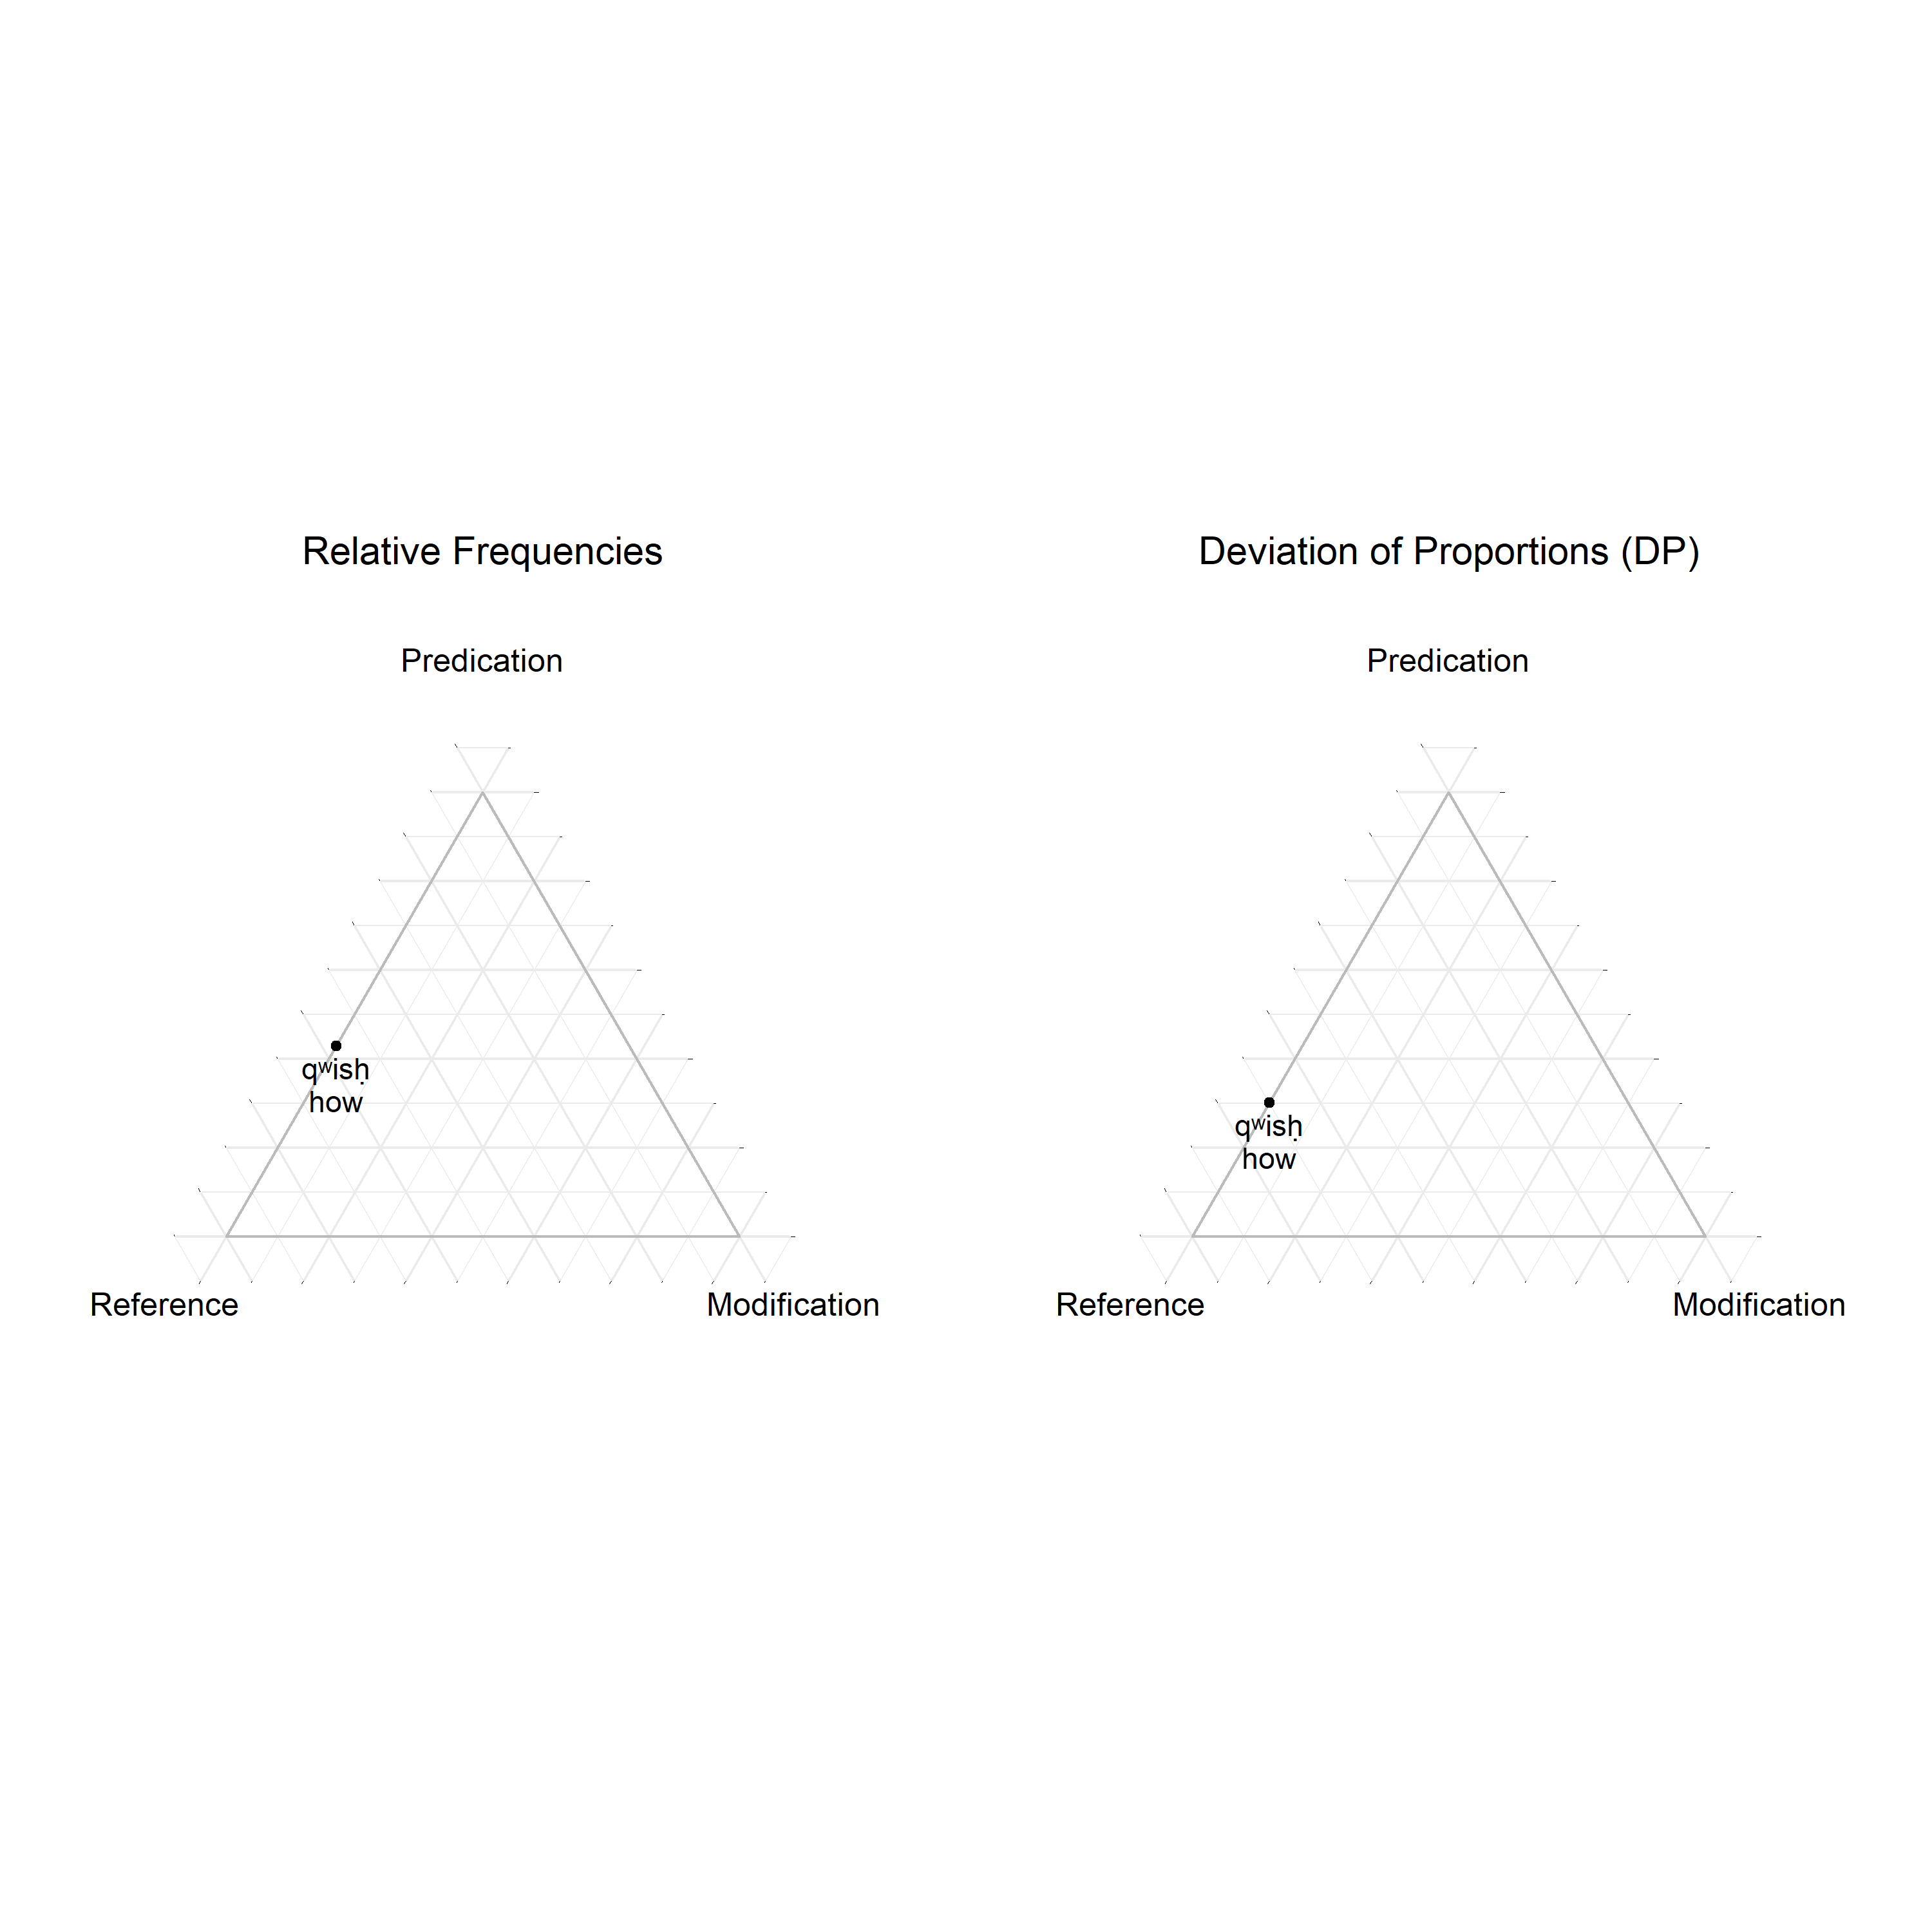 Relative Frequencies
Predication
qʷisḥ
how
Reference
Modification
Deviation of Proportions (DP)
Predication
qʷisḥ
how
Reference
Modification